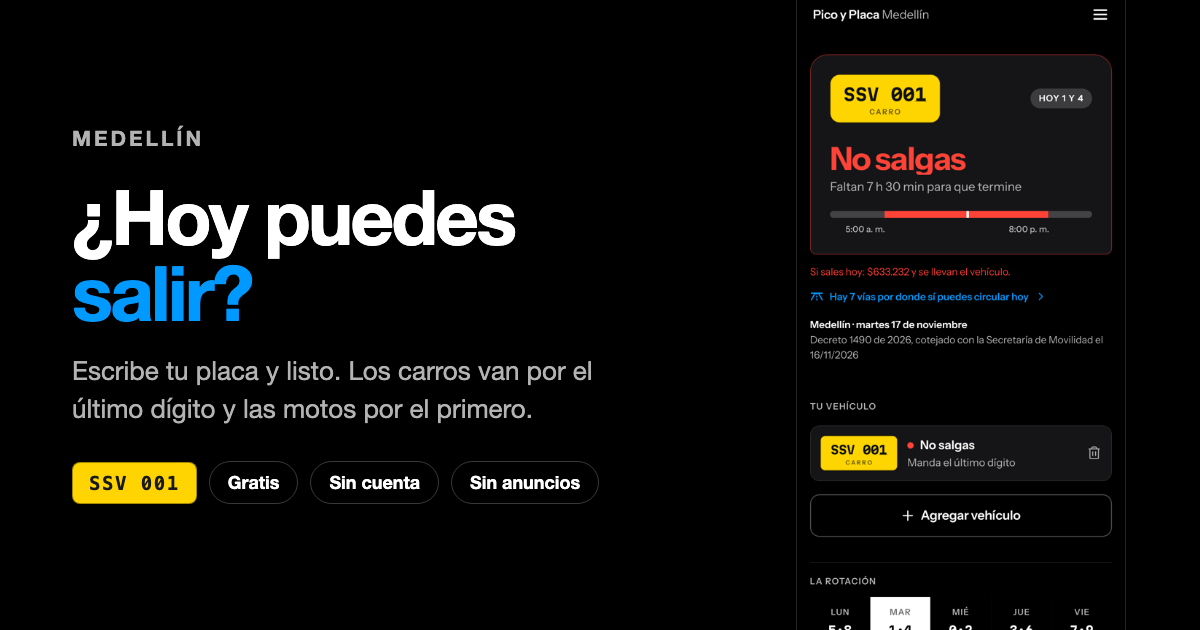 MEDELLÍN
¿Hoy puedes
salir?
Escribe tu placa y listo. Los carros van por el
último dígito y las motos por el primero.
SSV 001
Gratis
Sin cuenta
Sin anuncios
Pico y Placa Medellín
SSV 001
CARRO
HOY 1 Y 4
No salgas
Faltan 7 h 30 min para que termine
5:00 a. m.
8:00 p. m.
Si sales hoy: $633.232 y se llevan el vehículo.
Hay 7 vías por donde sí puedes circular hoy
Medellín · martes 17 de noviembre
Decreto 1490 de 2026, cotejado con la Secretaría de Movilidad el
16/11/2026
TU VEHÍCULO
SSV 001
CARRO
No salgas
Manda el último dígito
Agregar vehículo
LA ROTACIÓN
LUN
MAR
MIÉ
JUE
VIE